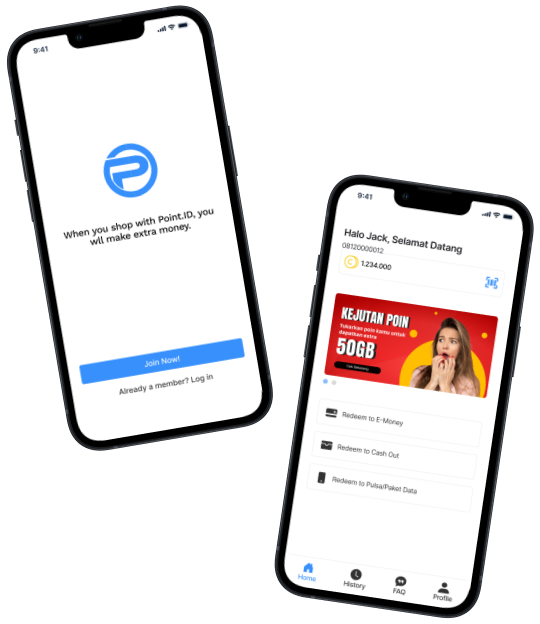 9:41
P
When you shop with Point.ID, you
will make extra money.
Join Now!
Already a member? Log in
9:41
Halo Jack, Selamat Datang
08120000012
1.234.000
KEJUTAN POIN
Tukarkan poin kamu untuk
dapatkan extra
50GB
Redeem to E-Money
Redeem to Cash Out
Redeem to Pulsa/Paket Data
Home
History
FAQ
Profile